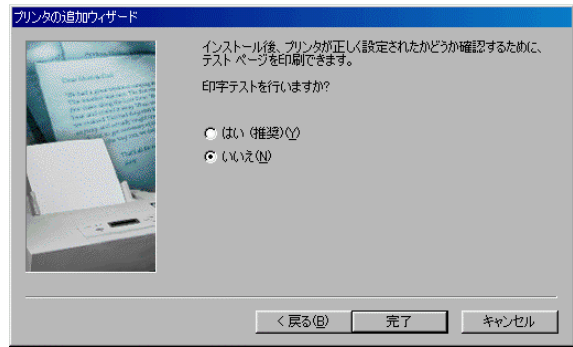 プリンタの追加ウィザード
インストール後、プリンタが正しく設定されたかどうか確認するために、
テスト ページを印刷できます。
印字テストを行いますか?
はい (推奨)(Y)
いいえ(N)
< 戻る(B)
完了
キャンセル